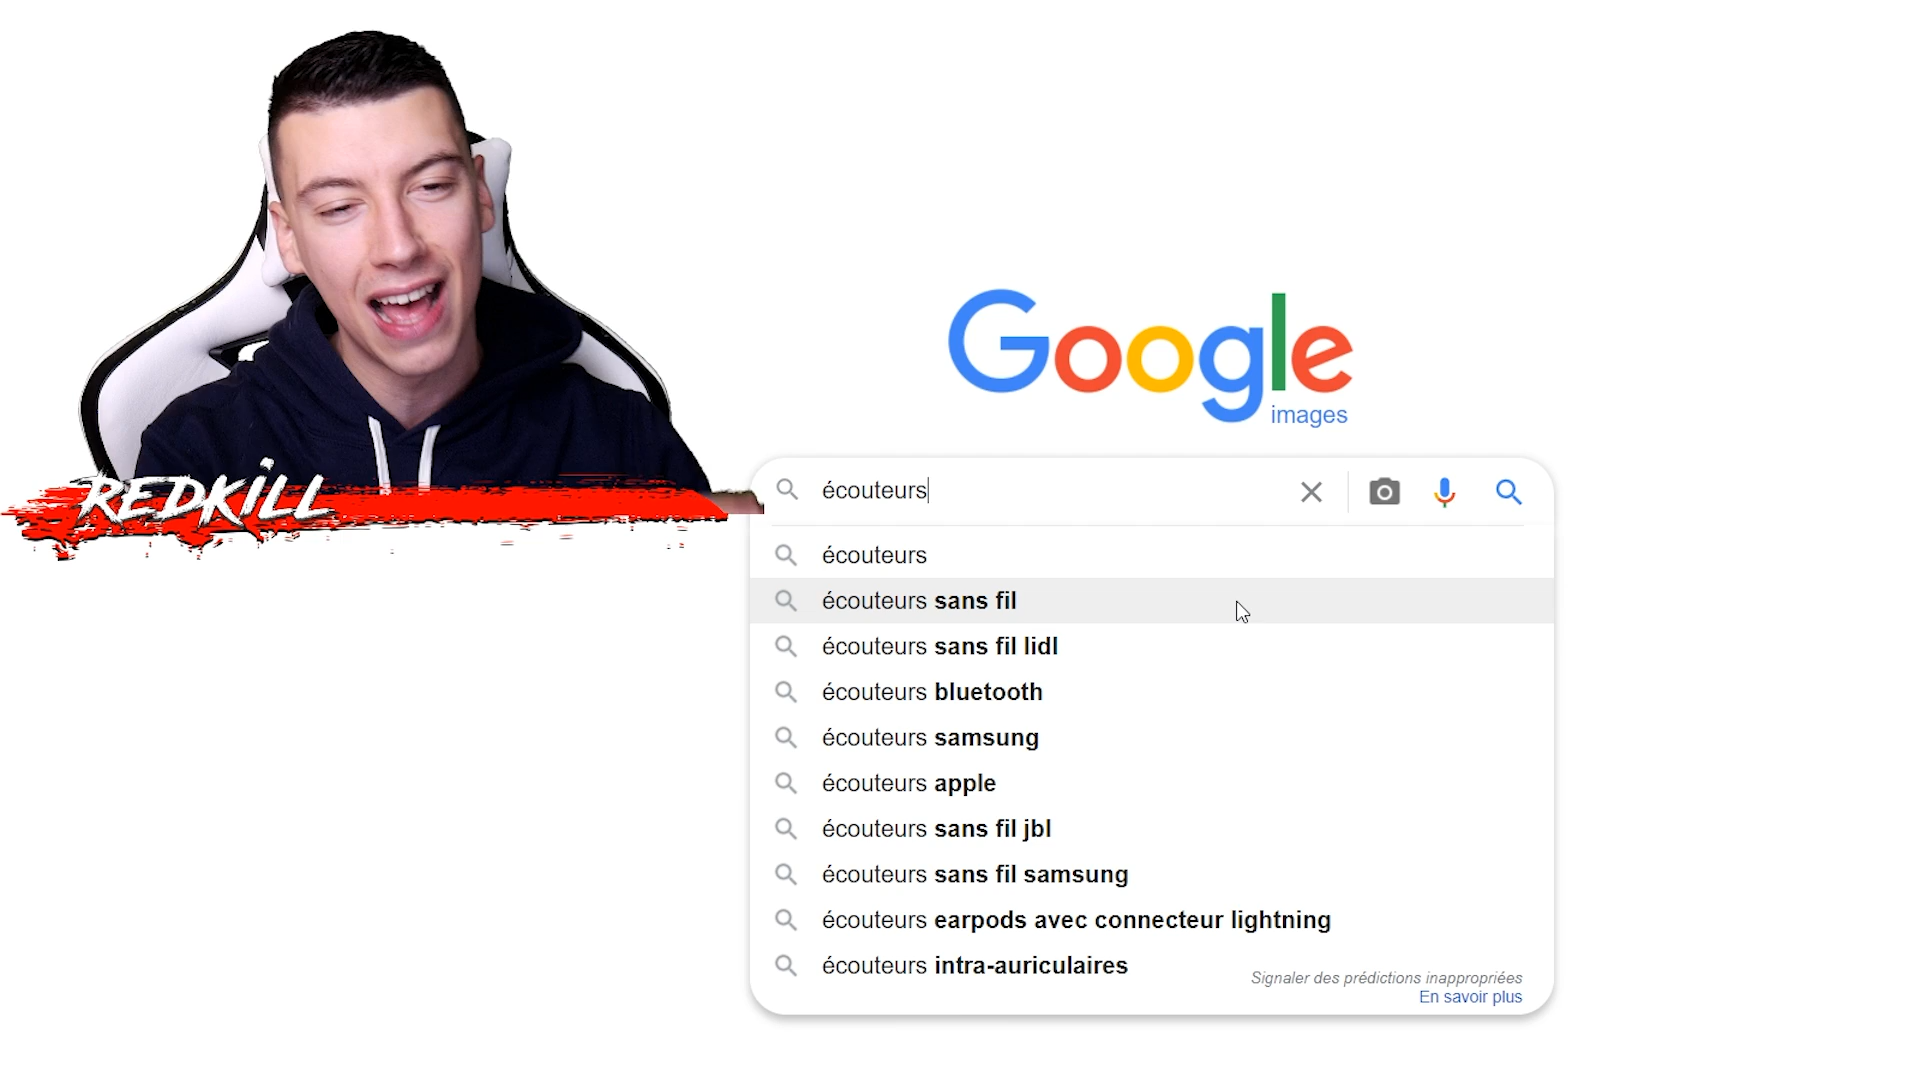 REDKILL
Google
images
écouteurs
écouteurs
écouteurs sans fil
écouteurs sans fil lidl
écouteurs bluetooth
écouteurs samsung
écouteurs apple
écouteurs sans fil jbl
écouteurs sans fil samsung
écouteurs earpods avec connecteur lightning
écouteurs intra-auriculaires
Signaler des prédictions inappropriées
En savoir plus